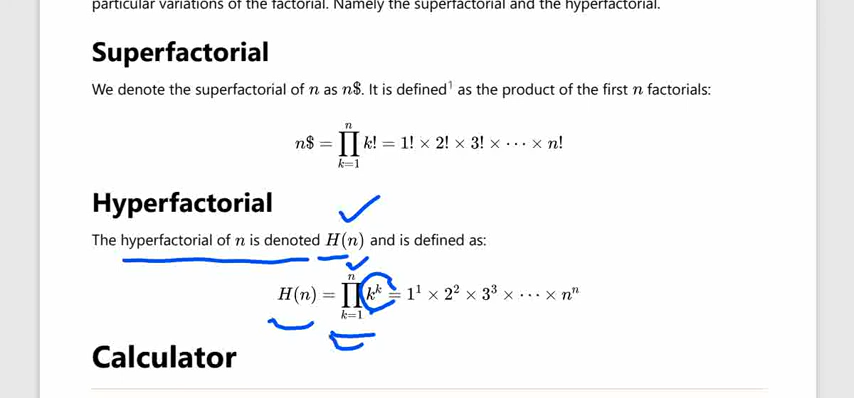 particular variations of the factorial. Namely the superfactorial and the hyperfactorial.
Superfactorial
We denote the superfactorial of n as n$. It is defined¹ as the product of the first n factorials:
n$ = ∏_{k=1}^{n} k! = 1! × 2! × 3! × ⋯ × n!
Hyperfactorial
The hyperfactorial of n is denoted H(n) and is defined as:
H(n) = ∏_{k=1}^{n} k^k = 1^1 × 2^2 × 3^3 × ⋯ × n^n
Calculator